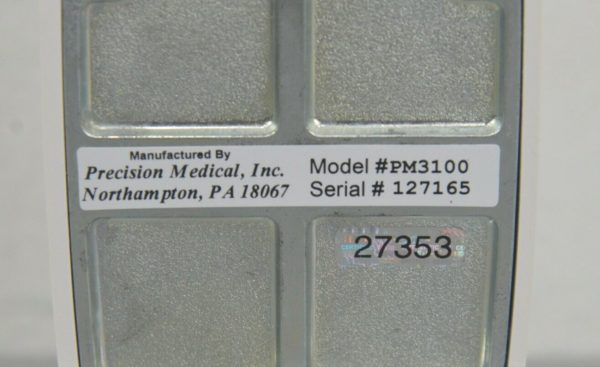 Manufactured By
Precision Medical, Inc.
Northampton, PA 18067
Model #PM3100
Serial # 127165
27353